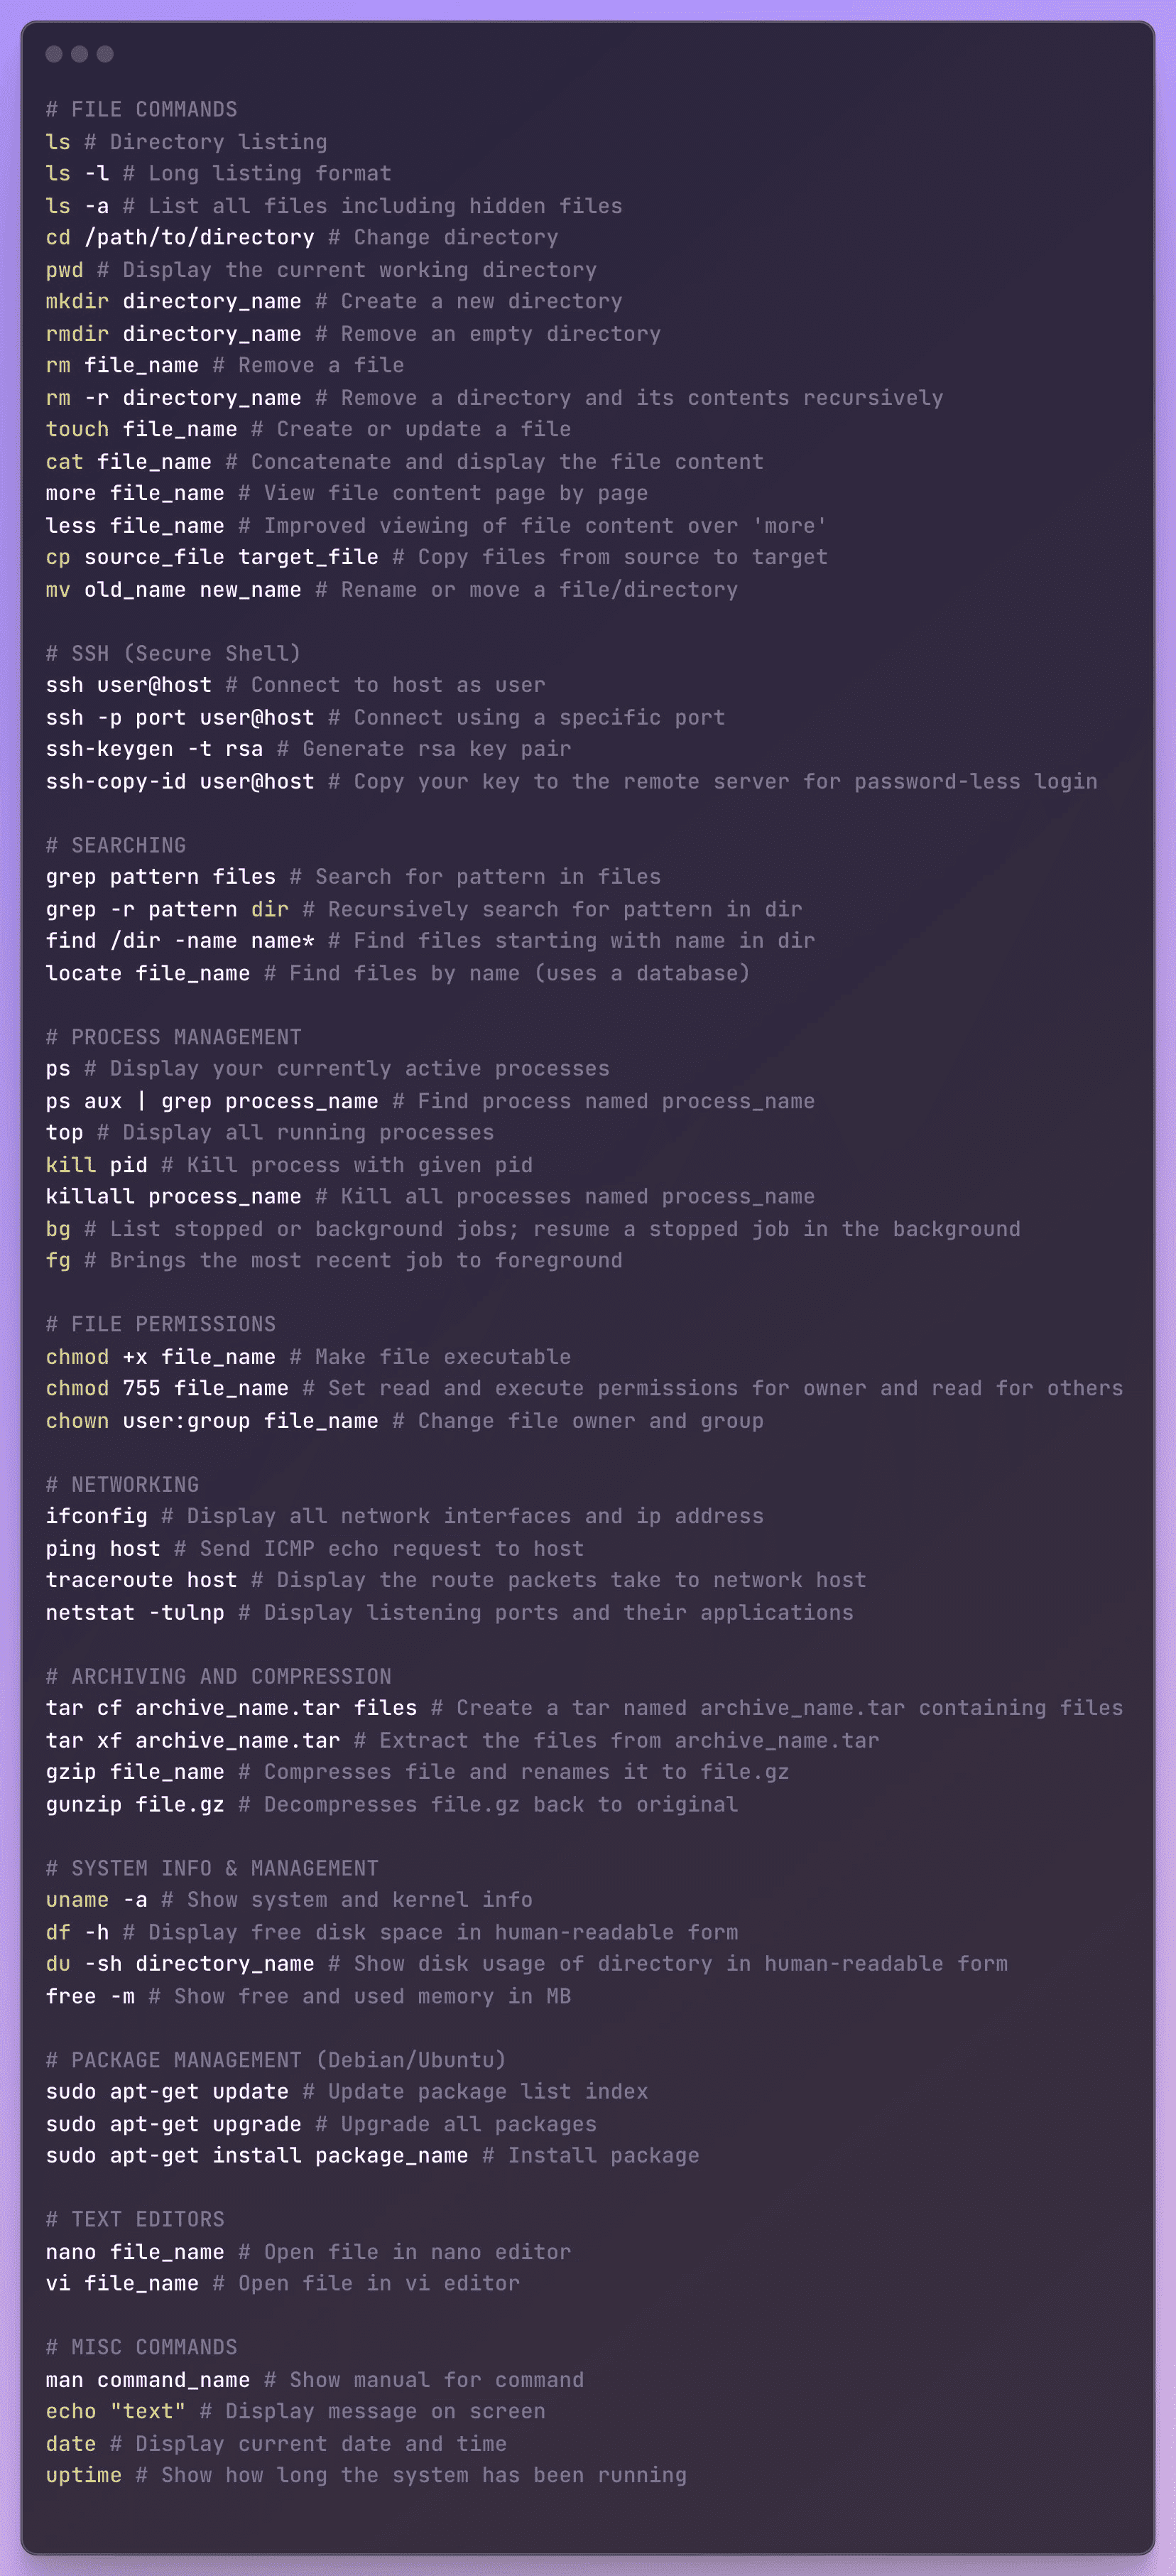 # FILE COMMANDS
ls # Directory listing
ls -l # Long listing format
ls -a # List all files including hidden files
cd /path/to/directory # Change directory
pwd # Display the current working directory
mkdir directory_name # Create a new directory
rmdir directory_name # Remove an empty directory
rm file_name # Remove a file
rm -r directory_name # Remove a directory and its contents recursively
touch file_name # Create or update a file
cat file_name # Concatenate and display the file content
more file_name # View file content page by page
less file_name # Improved viewing of file content over 'more'
cp source_file target_file # Copy files from source to target
mv old_name new_name # Rename or move a file/directory

# SSH (Secure Shell)
ssh user@host # Connect to host as user
ssh -p port user@host # Connect using a specific port
ssh-keygen -t rsa # Generate rsa key pair
ssh-copy-id user@host # Copy your key to the remote server for password-less login

# SEARCHING
grep pattern files # Search for pattern in files
grep -r pattern dir # Recursively search for pattern in dir
find /dir -name name* # Find files starting with name in dir
locate file_name # Find files by name (uses a database)

# PROCESS MANAGEMENT
ps # Display your currently active processes
ps aux | grep process_name # Find process named process_name
top # Display all running processes
kill pid # Kill process with given pid
killall process_name # Kill all processes named process_name
bg # List stopped or background jobs; resume a stopped job in the background
fg # Brings the most recent job to foreground

# FILE PERMISSIONS
chmod +x file_name # Make file executable
chmod 755 file_name # Set read and execute permissions for owner and read for others
chown user:group file_name # Change file owner and group

# NETWORKING
ifconfig # Display all network interfaces and ip address
ping host # Send ICMP echo request to host
traceroute host # Display the route packets take to network host
netstat -tulnp # Display listening ports and their applications

# ARCHIVING AND COMPRESSION
tar cf archive_name.tar files # Create a tar named archive_name.tar containing files
tar xf archive_name.tar # Extract the files from archive_name.tar
gzip file_name # Compresses file and renames it to file.gz
gunzip file.gz # Decompresses file.gz back to original

# SYSTEM INFO & MANAGEMENT
uname -a # Show system and kernel info
df -h # Display free disk space in human-readable form
du -sh directory_name # Show disk usage of directory in human-readable form
free -m # Show free and used memory in MB

# PACKAGE MANAGEMENT (Debian/Ubuntu)
sudo apt-get update # Update package list index
sudo apt-get upgrade # Upgrade all packages
sudo apt-get install package_name # Install package

# TEXT EDITORS
nano file_name # Open file in nano editor
vi file_name # Open file in vi editor

# MISC COMMANDS
man command_name # Show manual for command
echo "text" # Display message on screen
date # Display current date and time
uptime # Show how long the system has been running